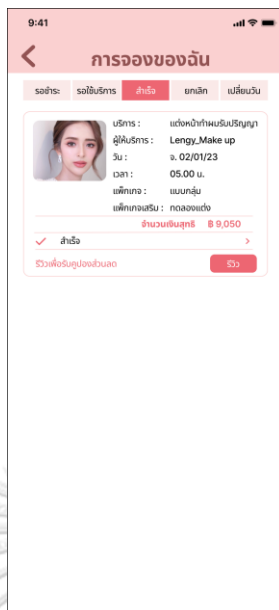 9:41
การจองของฉัน
รอชำระ รอใช้บริการ สำเร็จ ยกเลิก เปลี่ยนวัน
บริการ : แต่งหน้าทำผมรับปริญญา
ผู้ให้บริการ : Lengy_Make up
วัน : จ. 02/01/23
เวลา : 05.00 น.
แพ็กเกจ : แบบกลุ่ม
แพ็กเกจเสริม : ทดลองแต่ง
จำนวนเงินสุทธิ ฿ 9,050
สำเร็จ
รีวิวเพื่อรับคูปองส่วนลด รีวิว